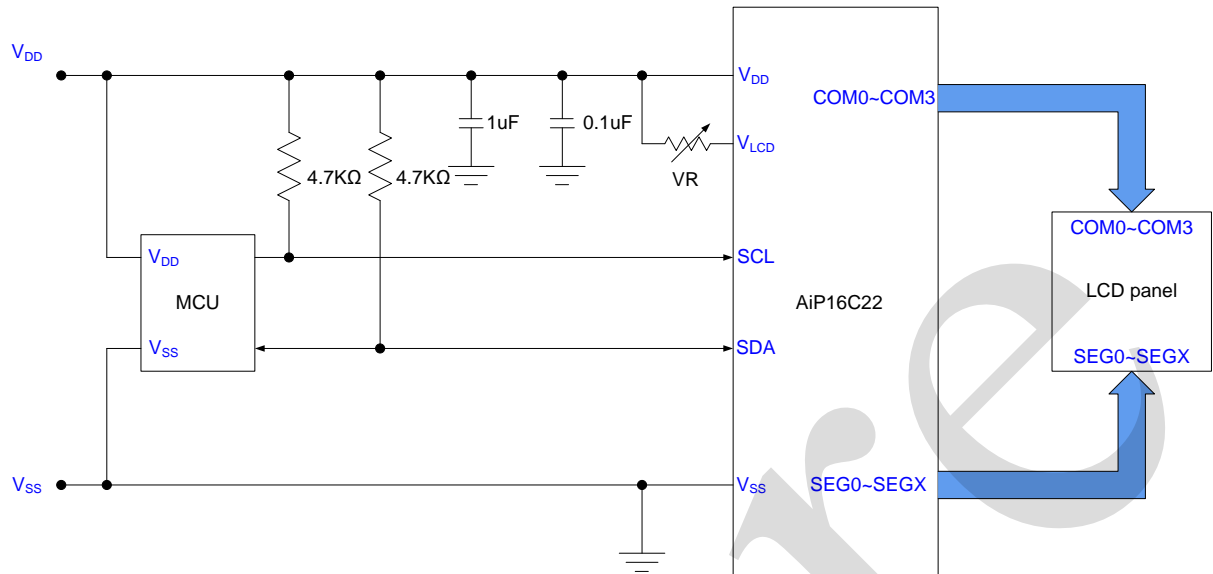 VDD
VDD
COM0~COM3
1uF
0.1uF
VLCD
4.7KΩ
4.7KΩ
VR
COM0~COM3
VDD
SCL
MCU
AiP16C22
LCD panel
VSS
SDA
SEG0~SEGX
VSS
VSS
SEG0~SEGX
re